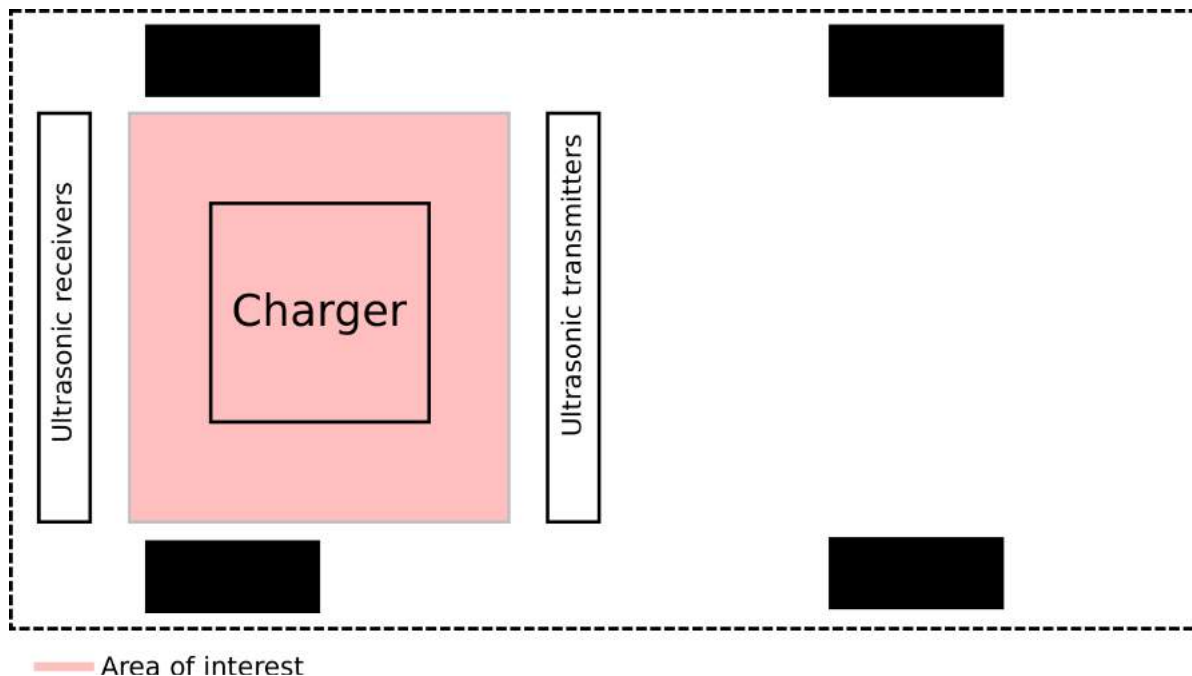 Ultrasonic receivers
Charger
Ultrasonic transmitters
Area of interest